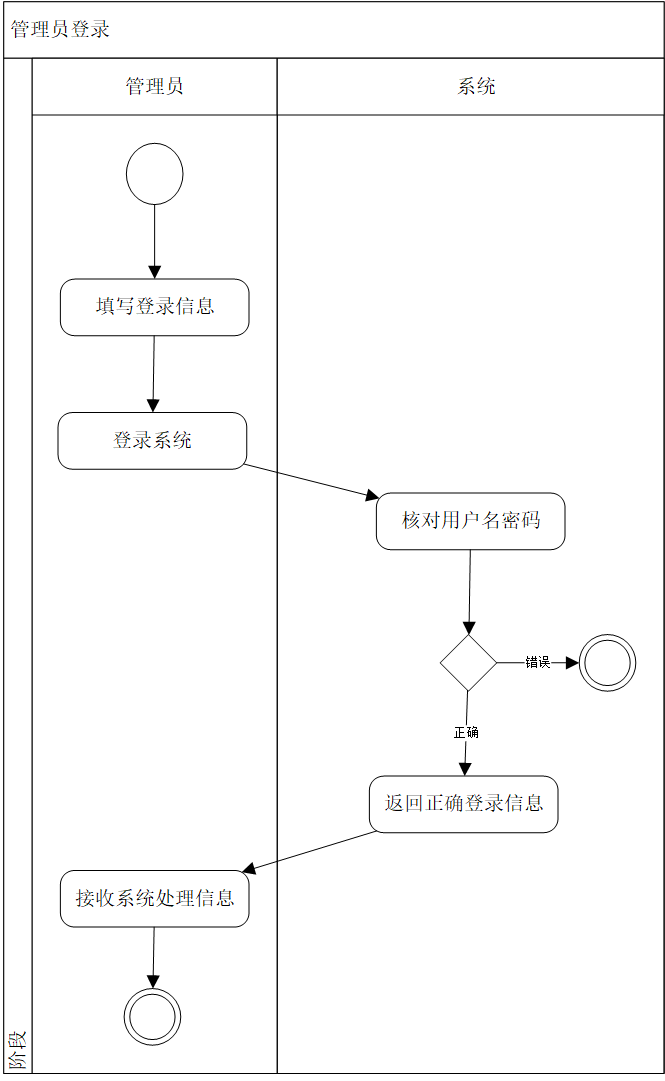 管理员登录
管理员
系统
填写登录信息
登录系统
核对用户名密码
错误
正确
返回正确登录信息
接收系统处理信息
阶段